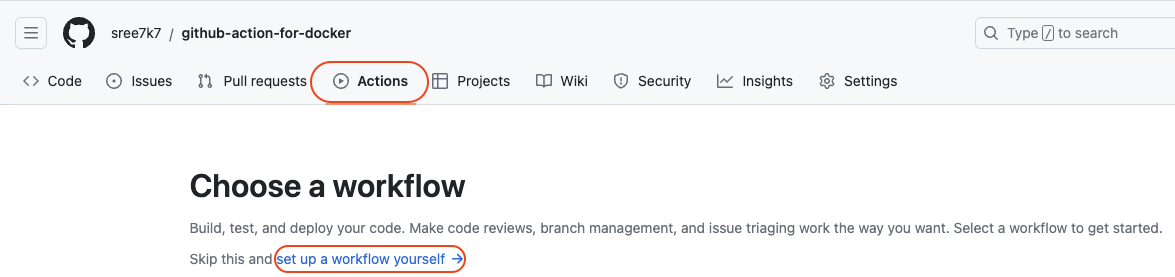 sree7k7 / github-action-for-docker
Type / to search
Code Issues Pull requests Actions Projects Wiki Security Insights Settings
Choose a workflow
Build, test, and deploy your code. Make code reviews, branch management, and issue triaging work the way you want. Select a workflow to get started.
Skip this and set up a workflow yourself →